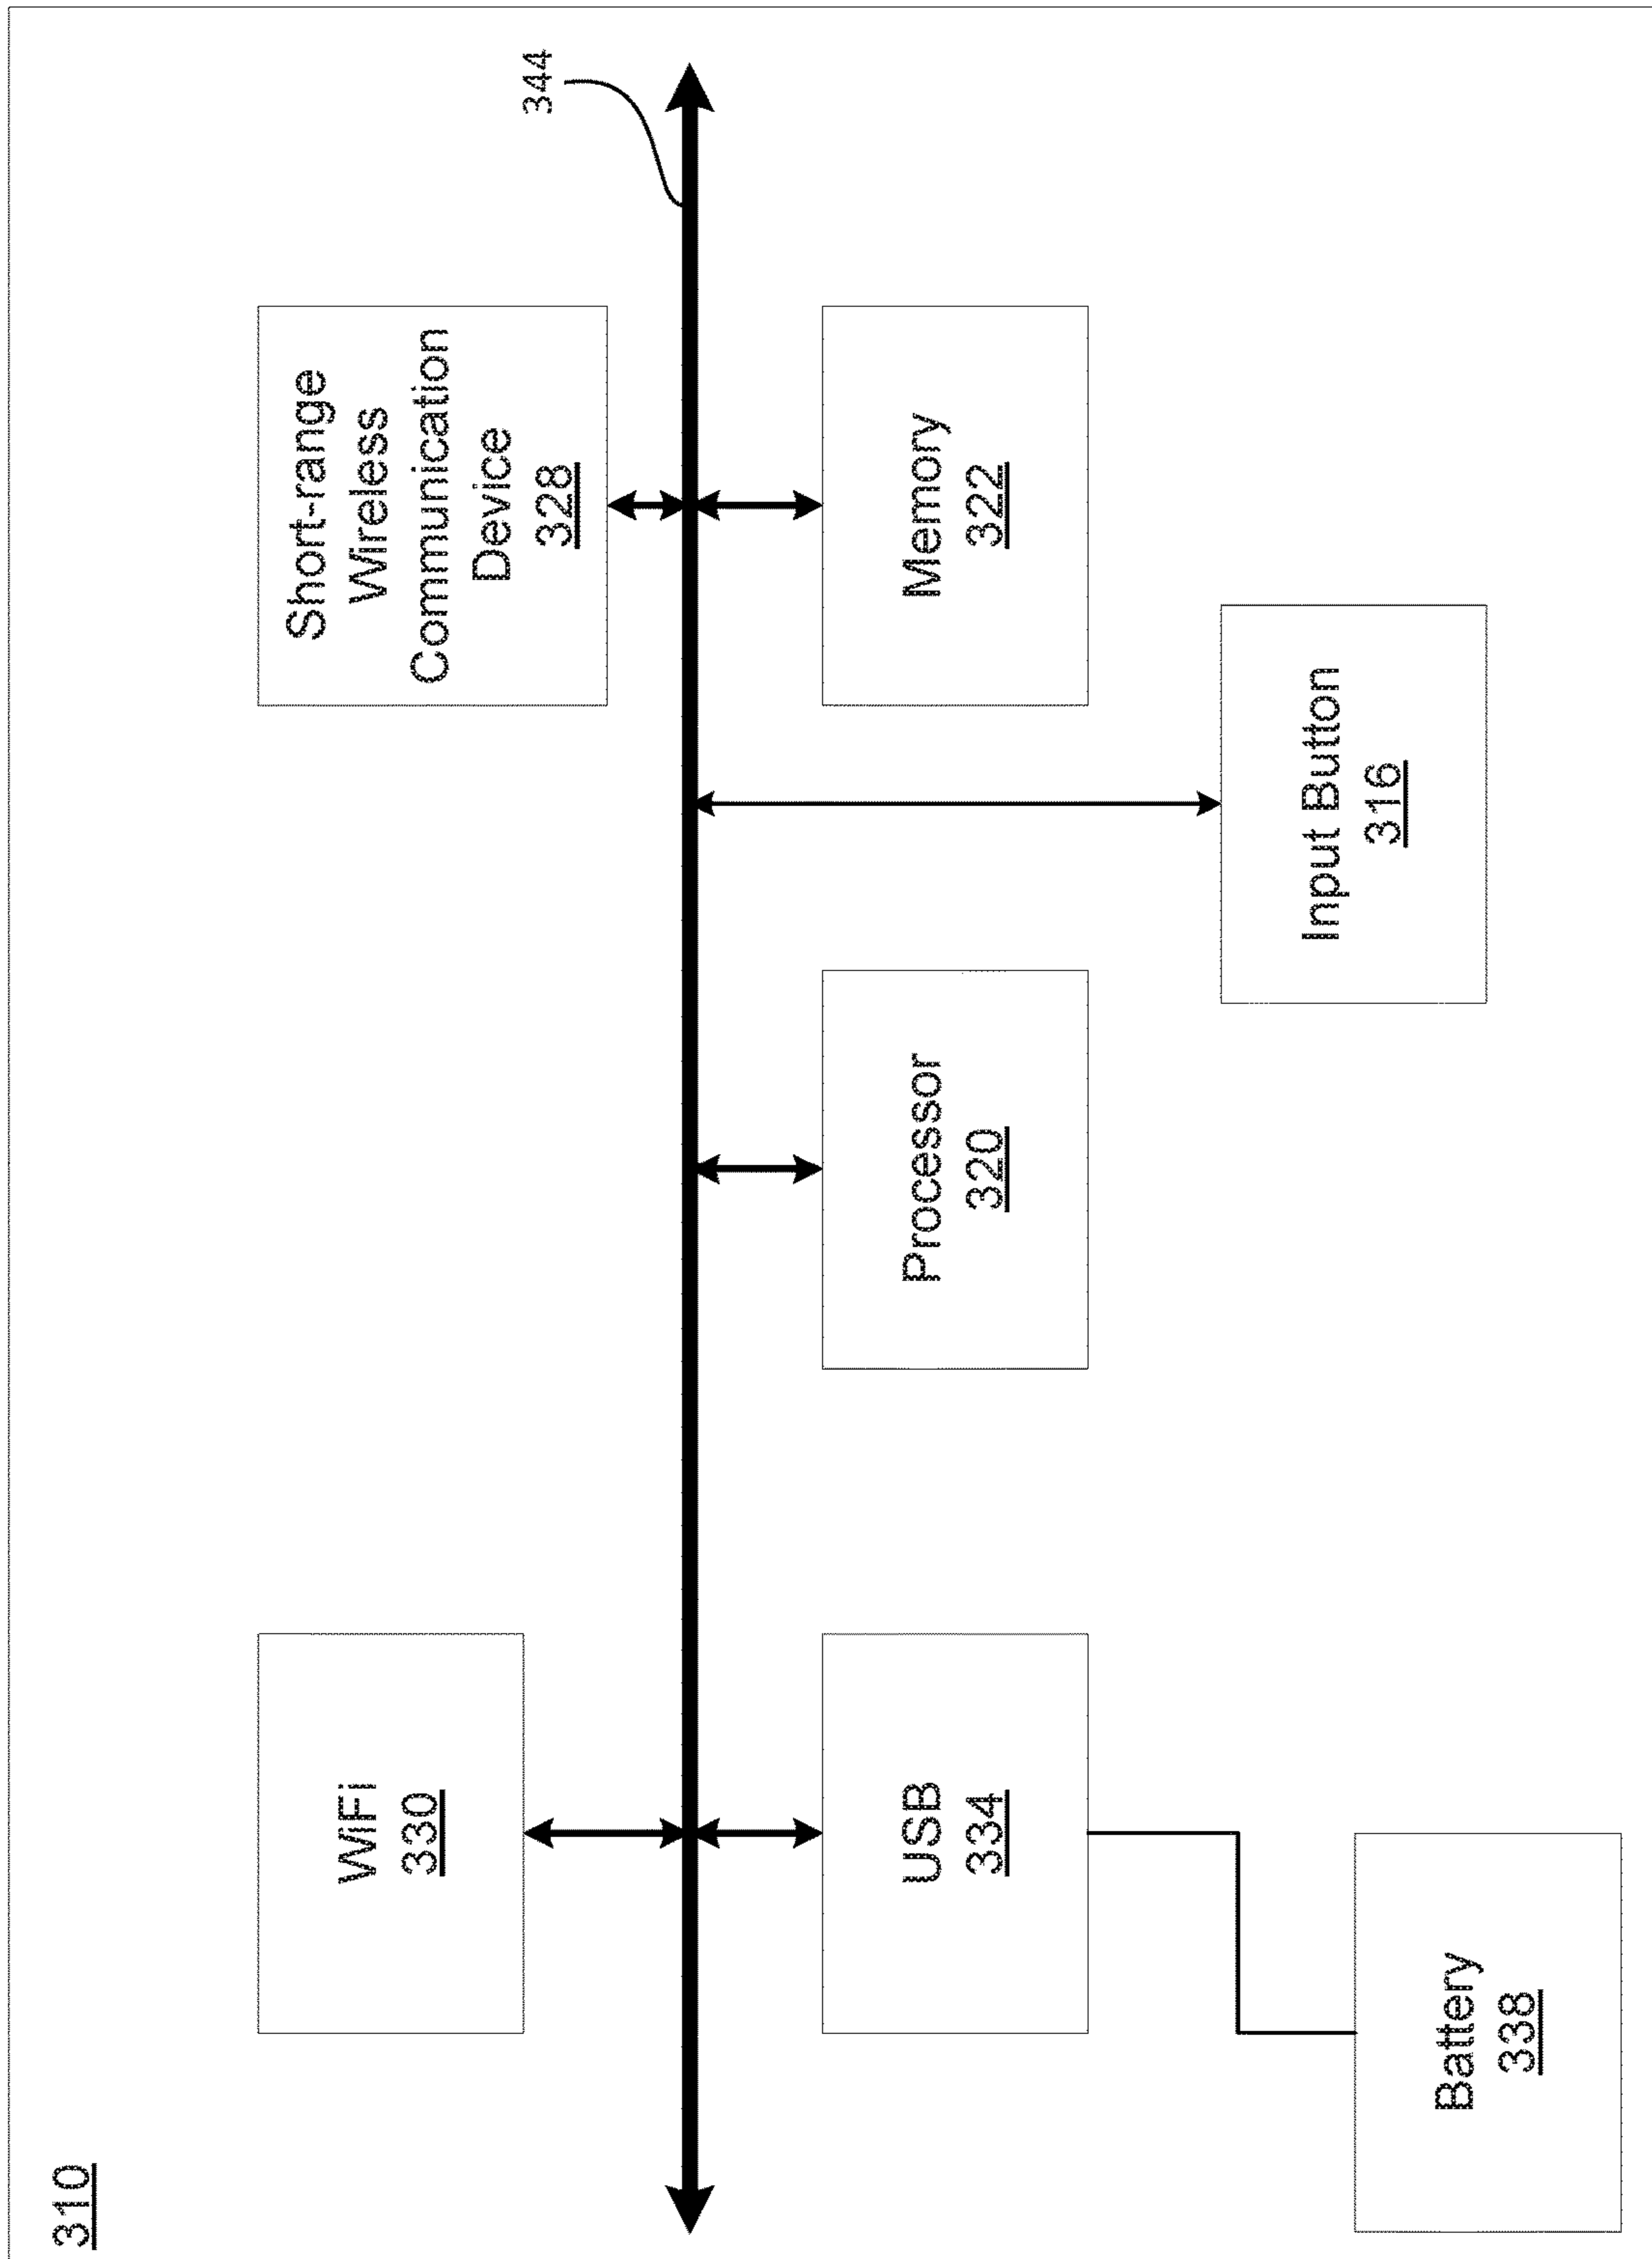 310
344
WiFi
330
Short-range
Wireless
Communication
Device
328
USB
334
Processor
320
Memory
322
Input Button
316
Battery
338